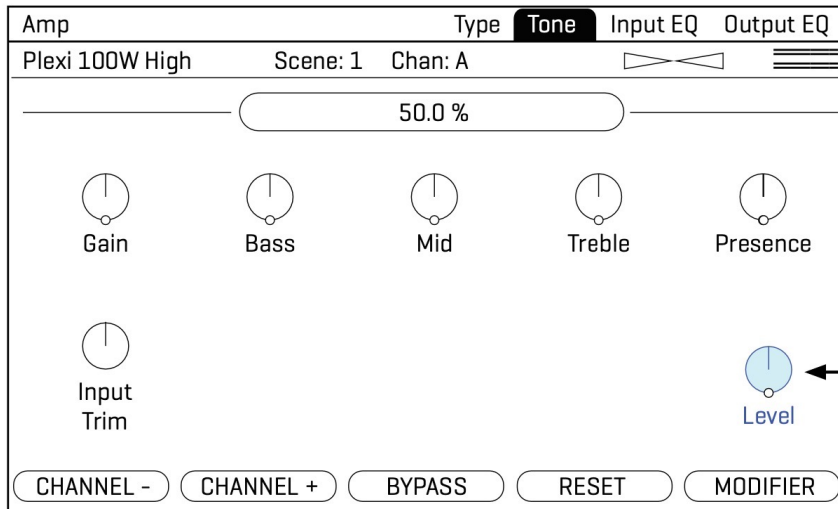 Amp Type Tone Input EQ Output EQ
Plexi 100W High Scene: 1 Chan: A
50.0 %
Gain Bass Mid Treble Presence
Input
Trim
Level
CHANNEL - CHANNEL + BYPASS RESET MODIFIER